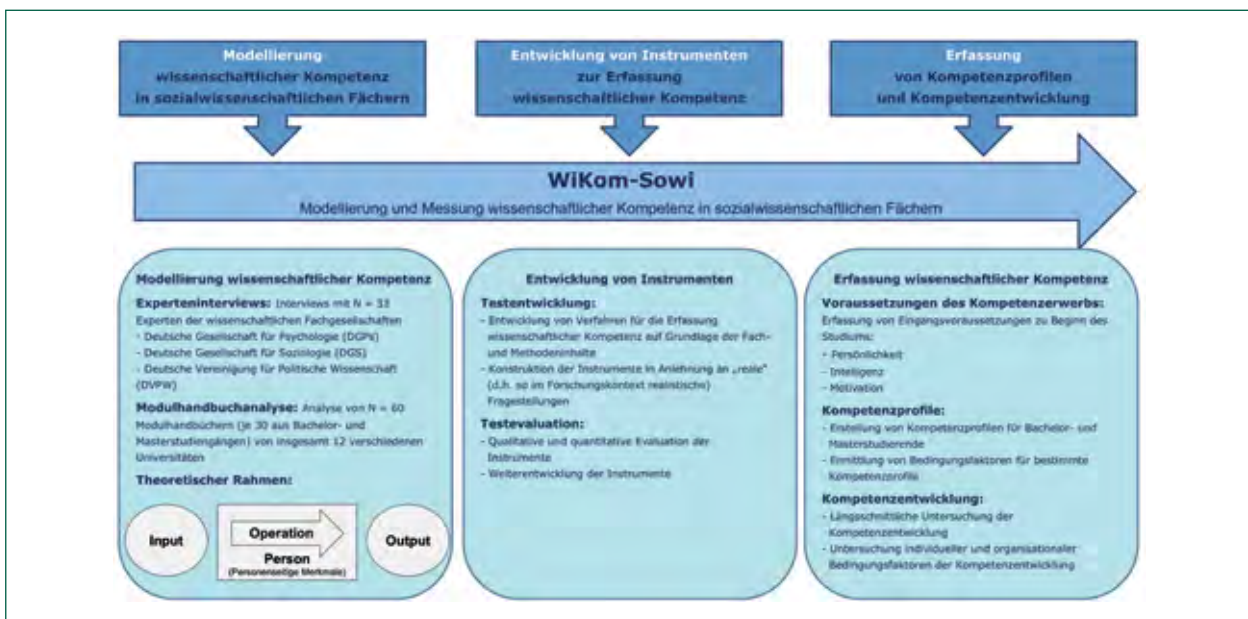 Modellierung
wissenschaftlicher Kompetenz
in sozialwissenschaftlichen Fächern
Entwicklung von Instrumenten
zur Erfassung
wissenschaftlicher Kompetenz
Erfassung
von Kompetenzprofilen
und Kompetenzentwicklung
WiKom-Sowi
Modellierung und Messung wissenschaftlicher Kompetenz in sozialwissenschaftlichen Fächern
Modellierung wissenschaftlicher Kompetenz
Experteninterviews: Interviews mit N = 33
Experten der wissenschaftlichen Fachgesellschaften
- Deutsche Gesellschaft für Psychologie (DGPs)
- Deutsche Gesellschaft für Soziologie (DGS)
- Deutsche Vereinigung für Politische Wissenschaft
(DVPW)
Modulhandbuchanalyse: Analyse von N = 60
Modulhandbüchern (je 30 aus Bachelor- und
Masterstudiengängen) von insgesamt 12 verschiedenen
Universitäten
Theoretischer Rahmen:
Input
Operation
Person
(Personenseitige Merkmale)
Output
Entwicklung von Instrumenten
Testentwicklung:
- Entwicklung von Verfahren für die Erfassung
wissenschaftlicher Kompetenz auf Grundlage der Fach-
und Methodeninhalte
- Konstruktion der Instrumente in Anlehnung an „reale"
(d.h. so im Forschungskontext realistische)
Fragestellungen
Testevaluation:
- Qualitative und quantitative Evaluation der
Instrumente
- Weiterentwicklung der Instrumente
Erfassung wissenschaftlicher Kompetenz
Voraussetzungen des Kompetenzerwerbs:
Erfassung von Eingangsvoraussetzungen zu Beginn des
Studiums:
- Persönlichkeit
- Intelligenz
- Motivation
Kompetenzprofile:
- Erstellung von Kompetenzprofilen für Bachelor- und
Masterstudierende
- Ermittlung von Bedingungsfaktoren für bestimmte
Kompetenzprofile
Kompetenzentwicklung:
- Längsschnittliche Untersuchung der
Kompetenzentwicklung
- Untersuchung individueller und organisationaler
Bedingungsfaktoren der Kompetenzentwicklung